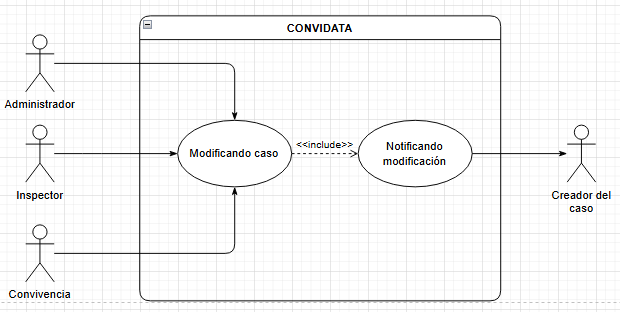 CONVIDATA
Administrador
Modificando caso
<<include>>
Notificando
modificación
Inspector
Creador del
caso
Convivencia